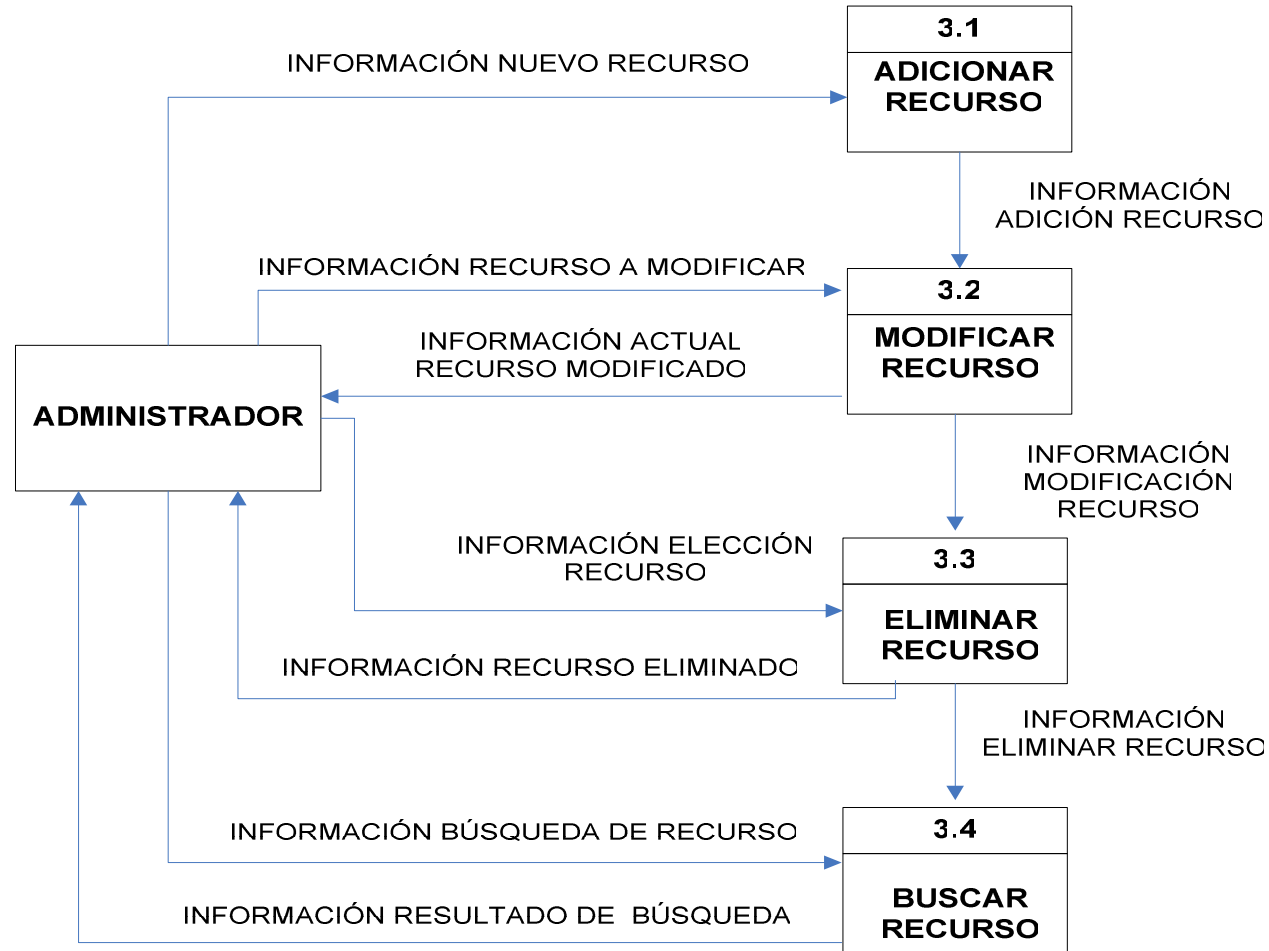 3.1
INFORMACIÓN NUEVO RECURSO
ADICIONAR
RECURSO
INFORMACIÓN
ADICIÓN RECURSO
INFORMACIÓN RECURSO A MODIFICAR
3.2
INFORMACIÓN ACTUAL
RECURSO MODIFICADO
MODIFICAR
RECURSO
ADMINISTRADOR
INFORMACIÓN
MODIFICACIÓN
RECURSO
INFORMACIÓN ELECCIÓN
RECURSO
3.3
ELIMINAR
RECURSO
INFORMACIÓN RECURSO ELIMINADO
INFORMACIÓN
ELIMINAR RECURSO
INFORMACIÓN BÚSQUEDA DE RECURSO
3.4
BUSCAR
RECURSO
INFORMACIÓN RESULTADO DE  BÚSQUEDA